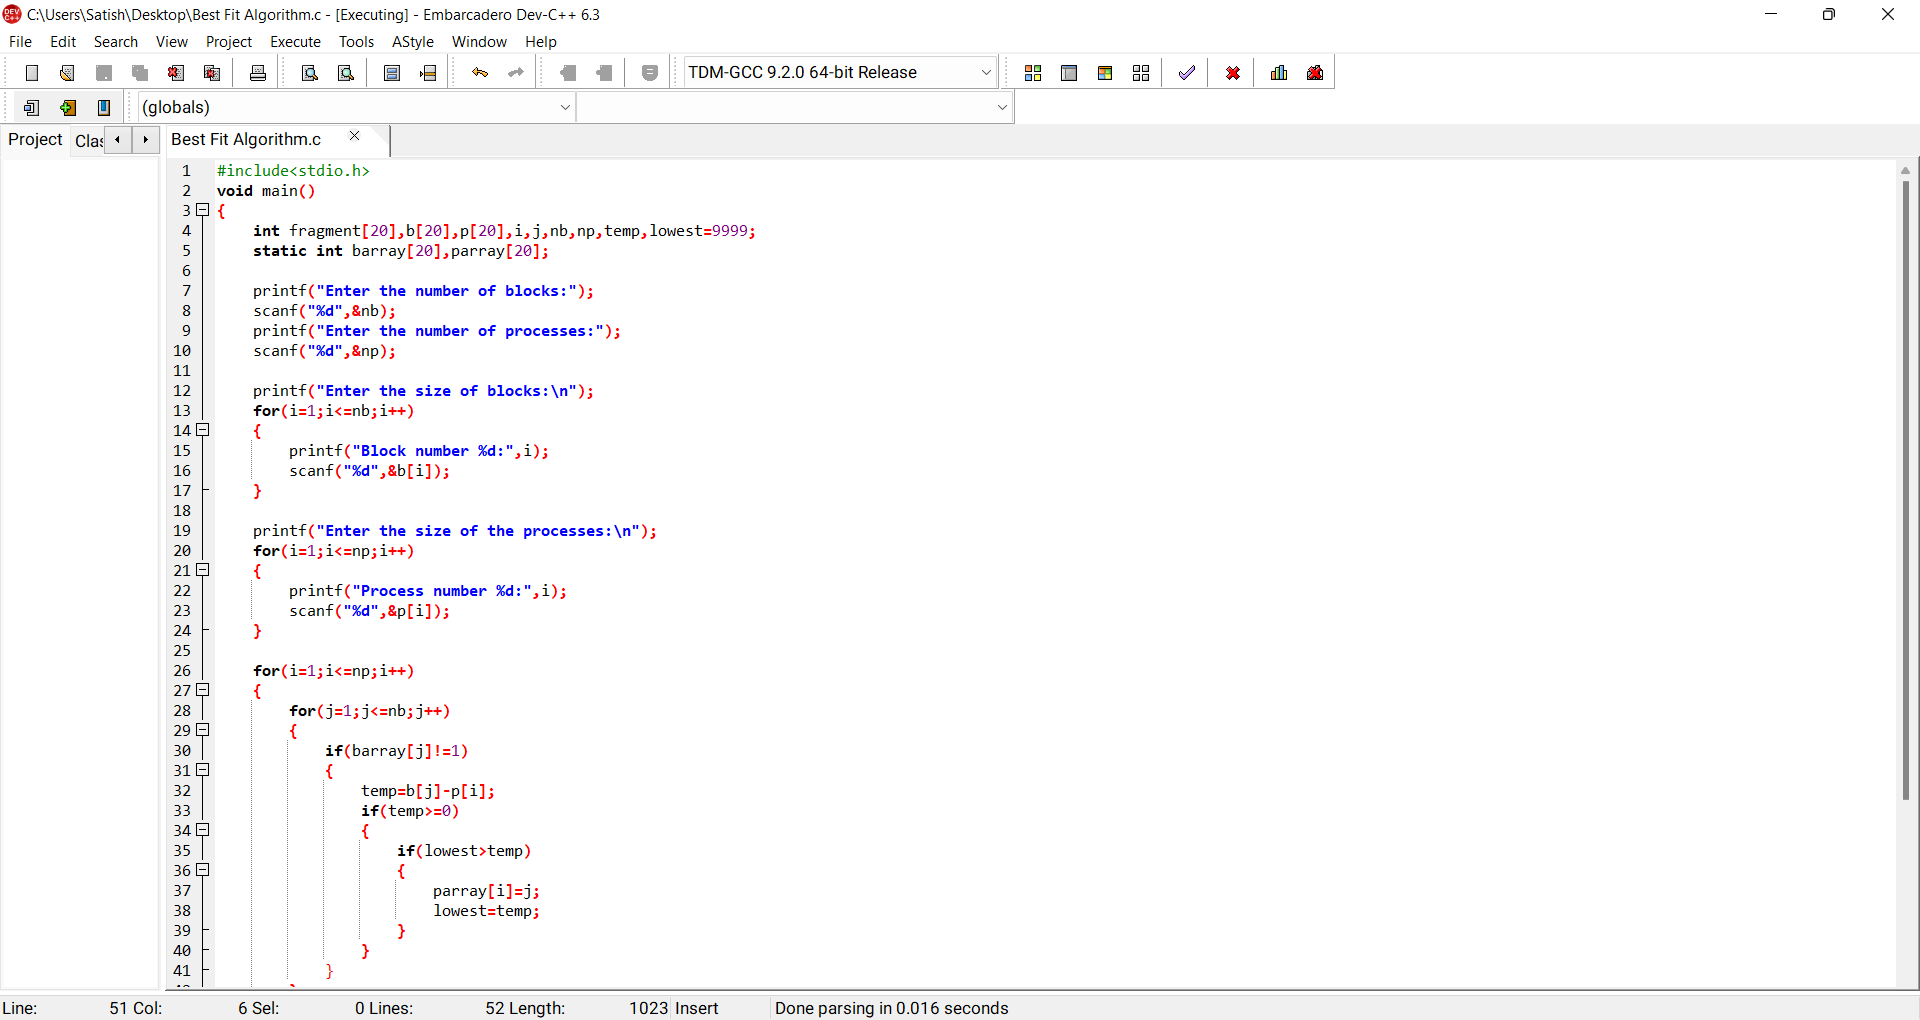 C:\Users\Satish\Desktop\Best Fit Algorithm.c - [Executing] - Embarcadero Dev-C++ 6.3
File Edit Search View Project Execute Tools AStyle Window Help
TDM-GCC 9.2.0 64-bit Release
(globals)
Project Clas Best Fit Algorithm.c
1 #include<stdio.h>
2 void main()
3 {
4 int fragment[20],b[20],p[20],i,j,nb,np,temp,lowest=9999;
5 static int barray[20],parray[20];
6
7 printf("Enter the number of blocks:");
8 scanf("%d",&nb);
9 printf("Enter the number of processes:");
10 scanf("%d",&np);
11
12 printf("Enter the size of blocks:\n");
13 for(i=1;i<=nb;i++)
14 {
15 printf("Block number %d:",i);
16 scanf("%d",&b[i]);
17 }
18
19 printf("Enter the size of the processes:\n");
20 for(i=1;i<=np;i++)
21 {
22 printf("Process number %d:",i);
23 scanf("%d",&p[i]);
24 }
25
26 for(i=1;i<=np;i++)
27 {
28 for(j=1;j<=nb;j++)
29 {
30 if(barray[j]!=1)
31 {
32 temp=b[j]-p[i];
33 if(temp>=0)
34 {
35 if(lowest>temp)
36 {
37 parray[i]=j;
38 lowest=temp;
39 }
40 }
41 }
Line: 51 Col: 6 Sel: 0 Lines: 52 Length: 1023 Insert Done parsing in 0.016 seconds